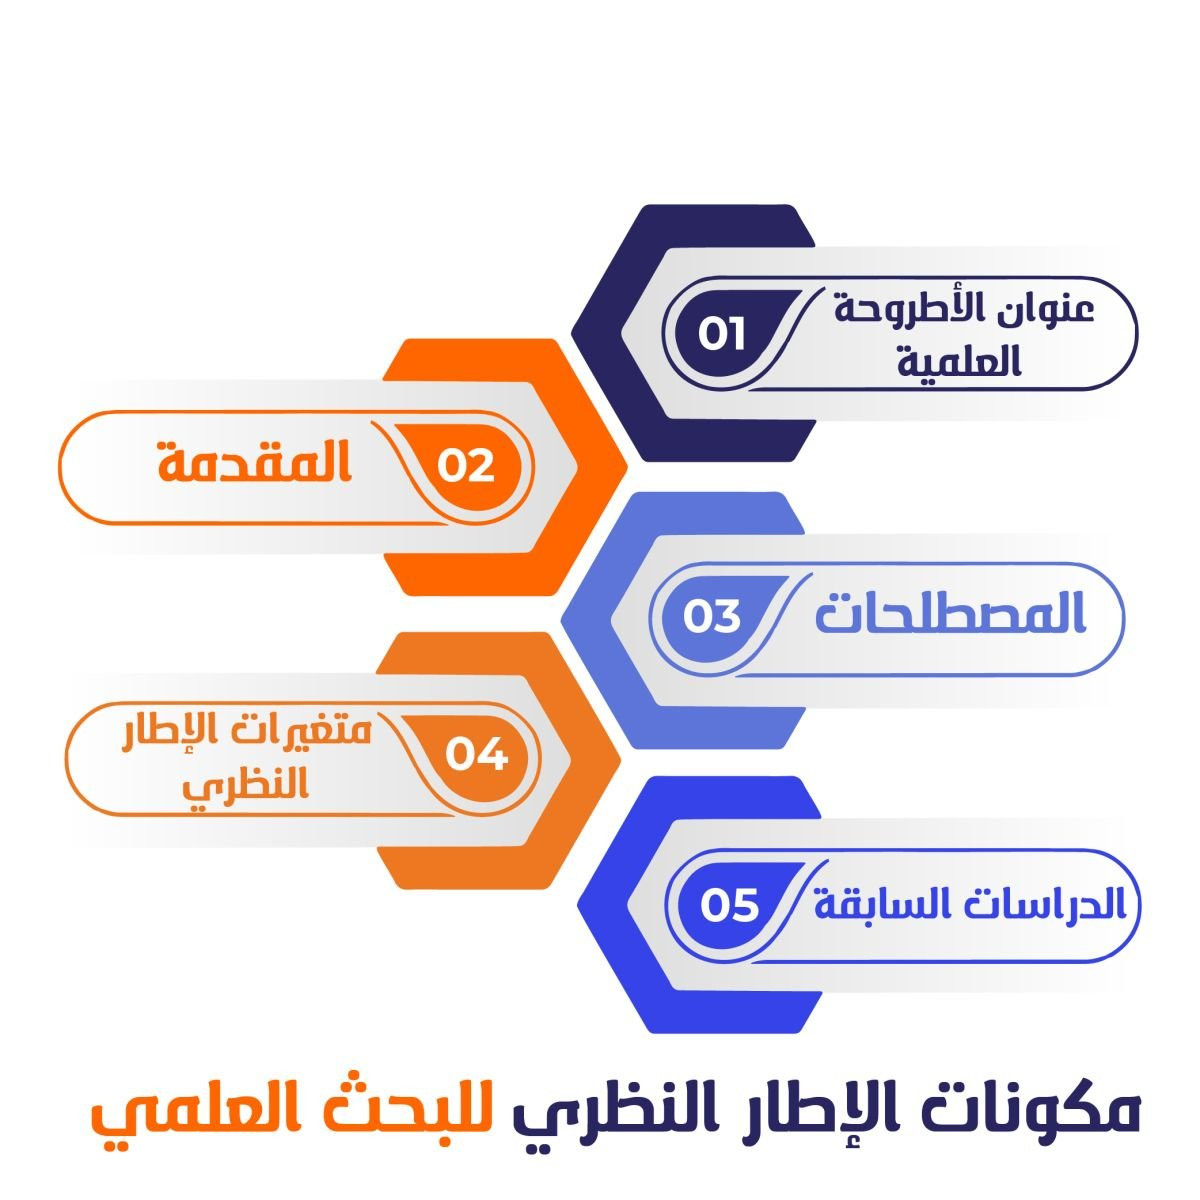 01
عنوان الأطروحة
العلمية
02
المقدمة
03
المصطلحات
04
متغيرات الإطار
النظري
05
الدراسات السابقة
مكونات الإطار النظري للبحث العلمي